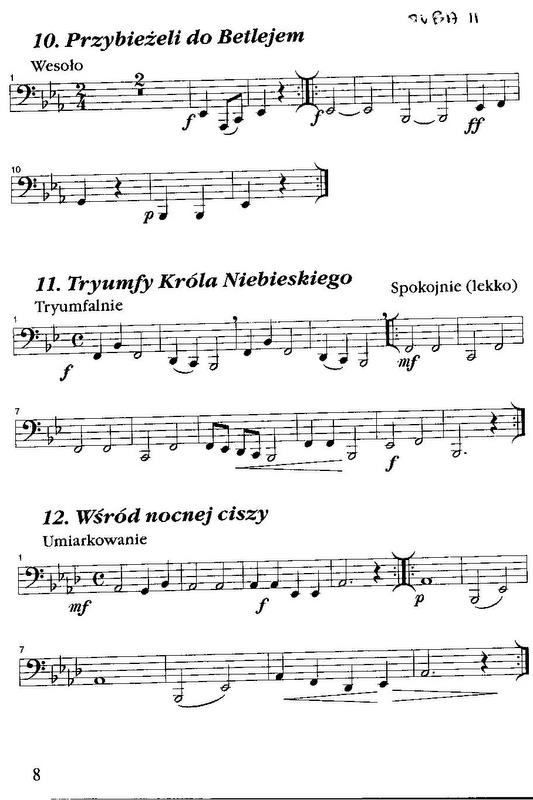 TUBA II
10. Przybieżeli do Betlejem
Wesoło
1
2
4
2
f
f
ff
10
p
11. Tryumfy Króla Niebieskiego
Spokojnie (lekko)
Tryumfalnie
1
f
mf
7
f
12. Wśród nocnej ciszy
Umiarkowanie
1
mf
f
p
7
8